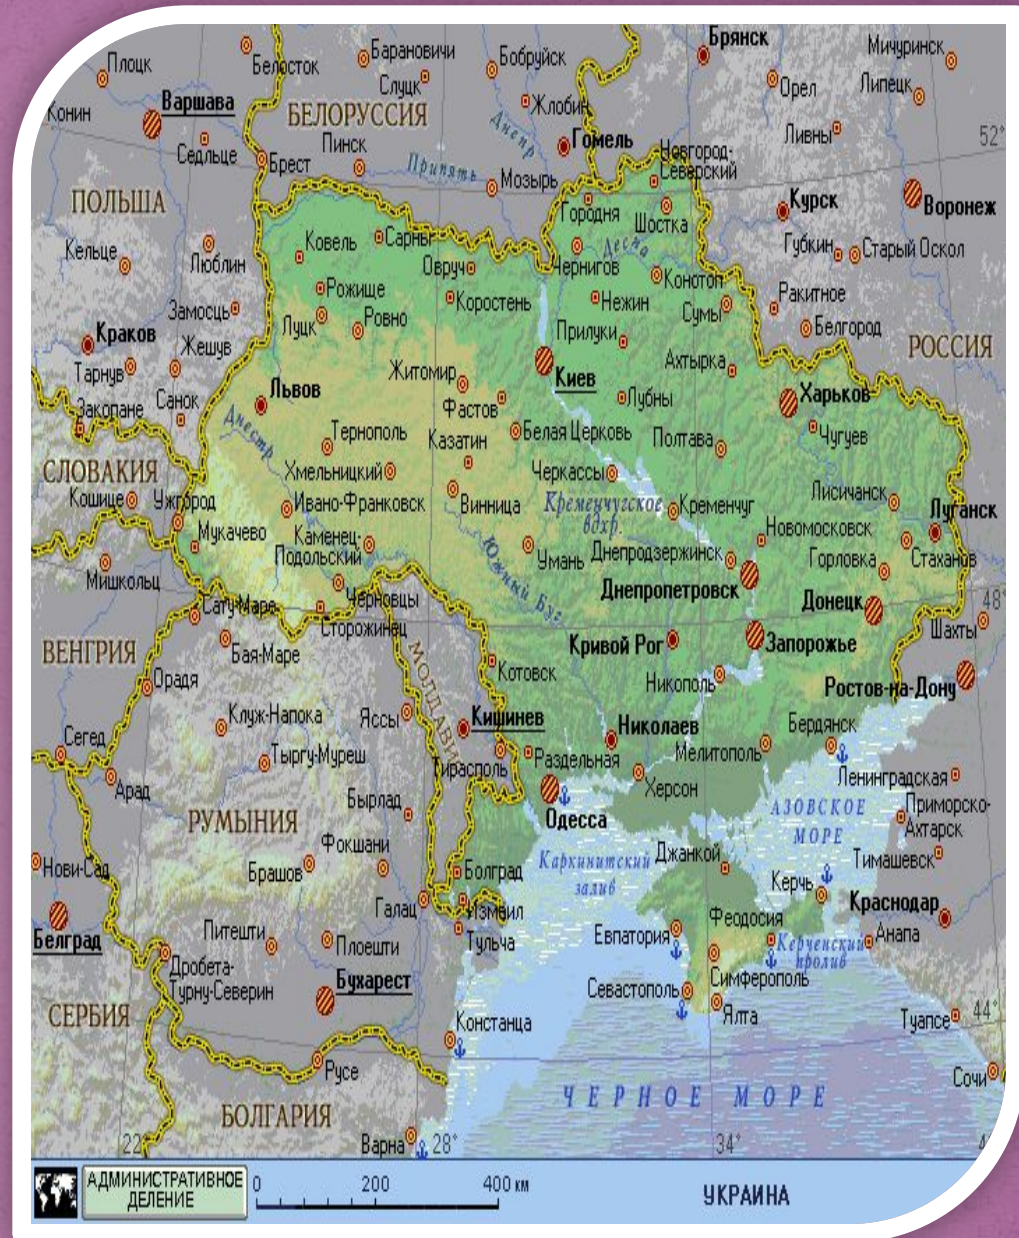 Плоцк
Белосток
Барановичи
Слуцк
Бобруйск
Брянск
Мичуринск
Конин
Варшава
БЕЛОРУССИЯ
Жлобин
Орел
Липецк
Седльце
Пинск
Днепр
Гомель
Ливны
52°
Брест
Припять
Мозырь
Новгород-
Северский
ПОЛЬША
Городня
Шостка
Курск
Воронеж
Кельце
Люблин
Ковель
Сарны
Овруч
Десна
Чернигов
Конотоп
Губкин
Старый Оскол
Замосць
Рожище
Коростень
Нежин
Сумы
Ракитное
Краков
Жешув
Луцк
Ровно
Прилуки
Белгород
РОССИЯ
Тарнув
Житомир
Киев
Ахтырка
Закопане
Санок
Львов
Фастов
Лубны
Харьков
Днестр
Тернополь
Казатин
Белая Церковь
Полтава
Чугуев
СЛОВАКИЯ
Хмельницкий
Черкассы
Кошице
Ужгород
Ивано-Франковск
Винница
Кременчугское
вдхр.
Кременчуг
Лисичанск
Луганск
Мукачево
Каменец-
Подольский
Южный Буг
Умань
Днепродзержинск
Новомосковск
Горловка
Стаханов
Мишкольц
Черновцы
Днепропетровск
Донецк
48°
Сату-Маре
Сторожинец
Шахты
ВЕНГРИЯ
Бая-Маре
МОЛДАВИЯ
Котовск
Кривой Рог
Запорожье
Орадя
Никополь
Ростов-на-Дону
Клуж-Напока
Яссы
Кишинев
Николаев
Бердянск
Сегед
Тыргу-Муреш
Тирасполь
Раздельная
Мелитополь
Арад
Херсон
Ленинградская
Бырлад
Одесса
АЗОВСКОЕ
МОРЕ
Приморско-
Ахтарск
РУМЫНИЯ
Фокшани
Каркинитский
залив
Джанкой
Тимашевск
Нови-Сад
Брашов
Болград
Керчь
Галац
Измаил
Феодосия
Краснодар
Белград
Питешти
Плоешти
Тульча
Евпатория
Керченский
пролив
Анапа
Дробета-
Турну-Северин
Бухарест
Симферополь
Севастополь
СЕРБИЯ
Констанца
Ялта
Туапсе
44°
Русе
Сочи
ЧЕРНОЕ МОРЕ
БОЛГАРИЯ
22
Варна
28°
34°
АДМИНИСТРАТИВНОЕ
ДЕЛЕНИЕ
0 200 400 км
УКРАИНА